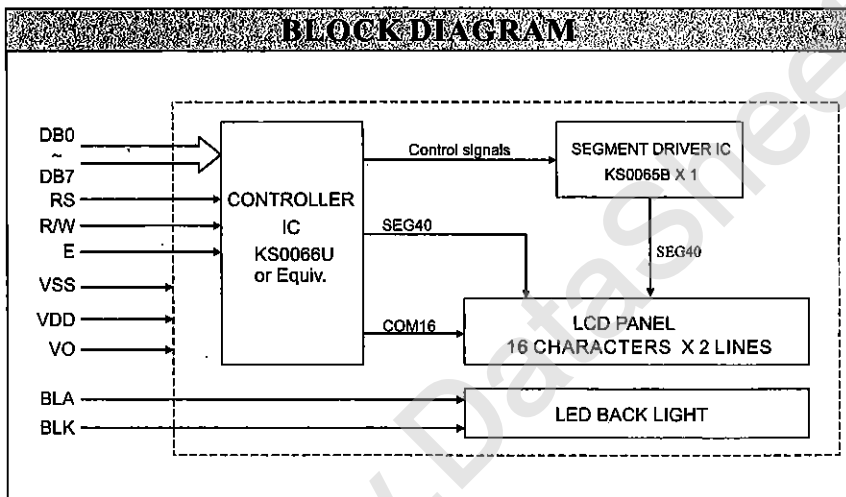 BLOCK DIAGRAM
DB0
~
DB7
RS
R/W
E
VSS
VDD
VO
BLA
BLK
CONTROLLER
IC
KS0066U
or Equiv.
Control signals
SEG40
COM16
SEGMENT DRIVER IC
KS0065B X 1
SEG40
LCD PANEL
16 CHARACTERS X 2 LINES
LED BACK LIGHT
DataShee